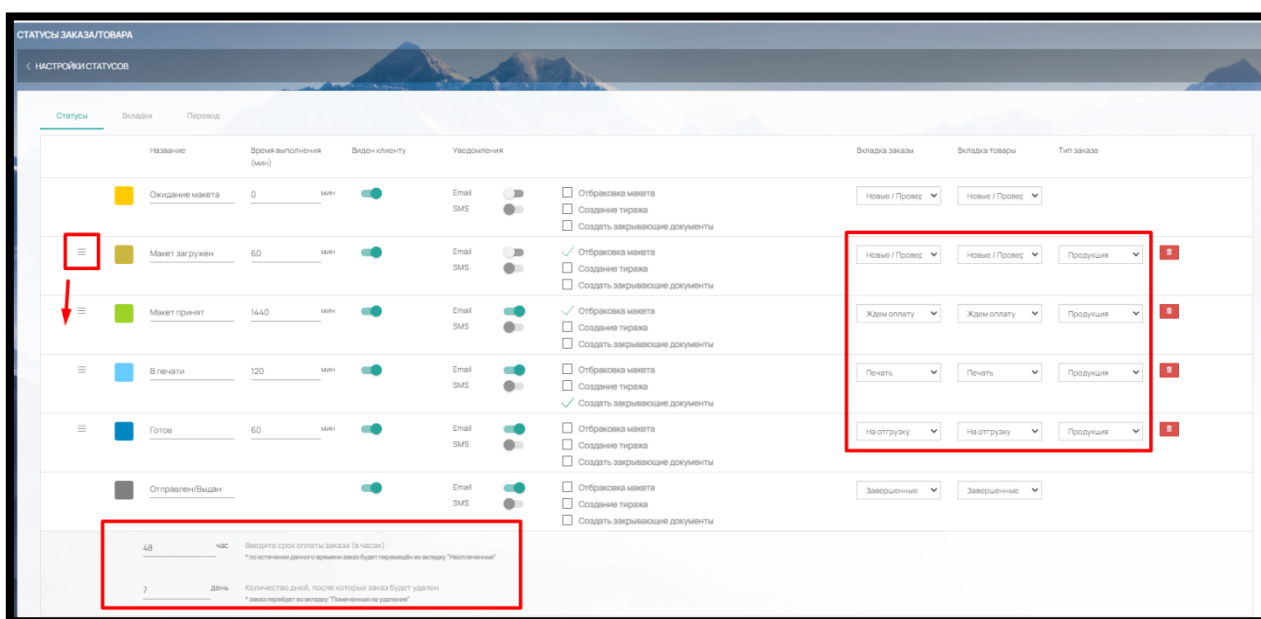 СТАТУСЫ ЗАКАЗА/ТОВАРА
< НАСТРОЙКИ СТАТУСОВ
Статусы Вкладки Перевод
Название Время выполнения (мин) Виден клиенту Уведомления Вкладка заказы Вкладка товары Тип заказа
Ожидание макета 0 мин Email Отбраковка макета Новые / Провер Новые / Провер
SMS Создание тиража
Создать закрывающие документы
Макет загружен 60 мин Email Отбраковка макета Новые / Провер Новые / Провер Продукция
SMS Создание тиража
Создать закрывающие документы
Макет принят 1440 мин Email Отбраковка макета Ждем оплату Ждем оплату Продукция
SMS Создание тиража
Создать закрывающие документы
В печати 120 мин Email Отбраковка макета Печать Печать Продукция
SMS Создание тиража
Создать закрывающие документы
Готов 60 мин Email Отбраковка макета На отгрузку На отгрузку Продукция
SMS Создание тиража
Создать закрывающие документы
Отправлен/Выдан Email Отбраковка макета Завершенные Завершенные
SMS Создание тиража
Создать закрывающие документы
48 час Введите срок оплаты заказа (в часах).
* по истечении данного времени заказ будет перемещён во вкладку "Неоплаченные"
7 день Количество дней, после которых заказ будет удален
* заказ перейдет во вкладку "Помеченные на удаление"